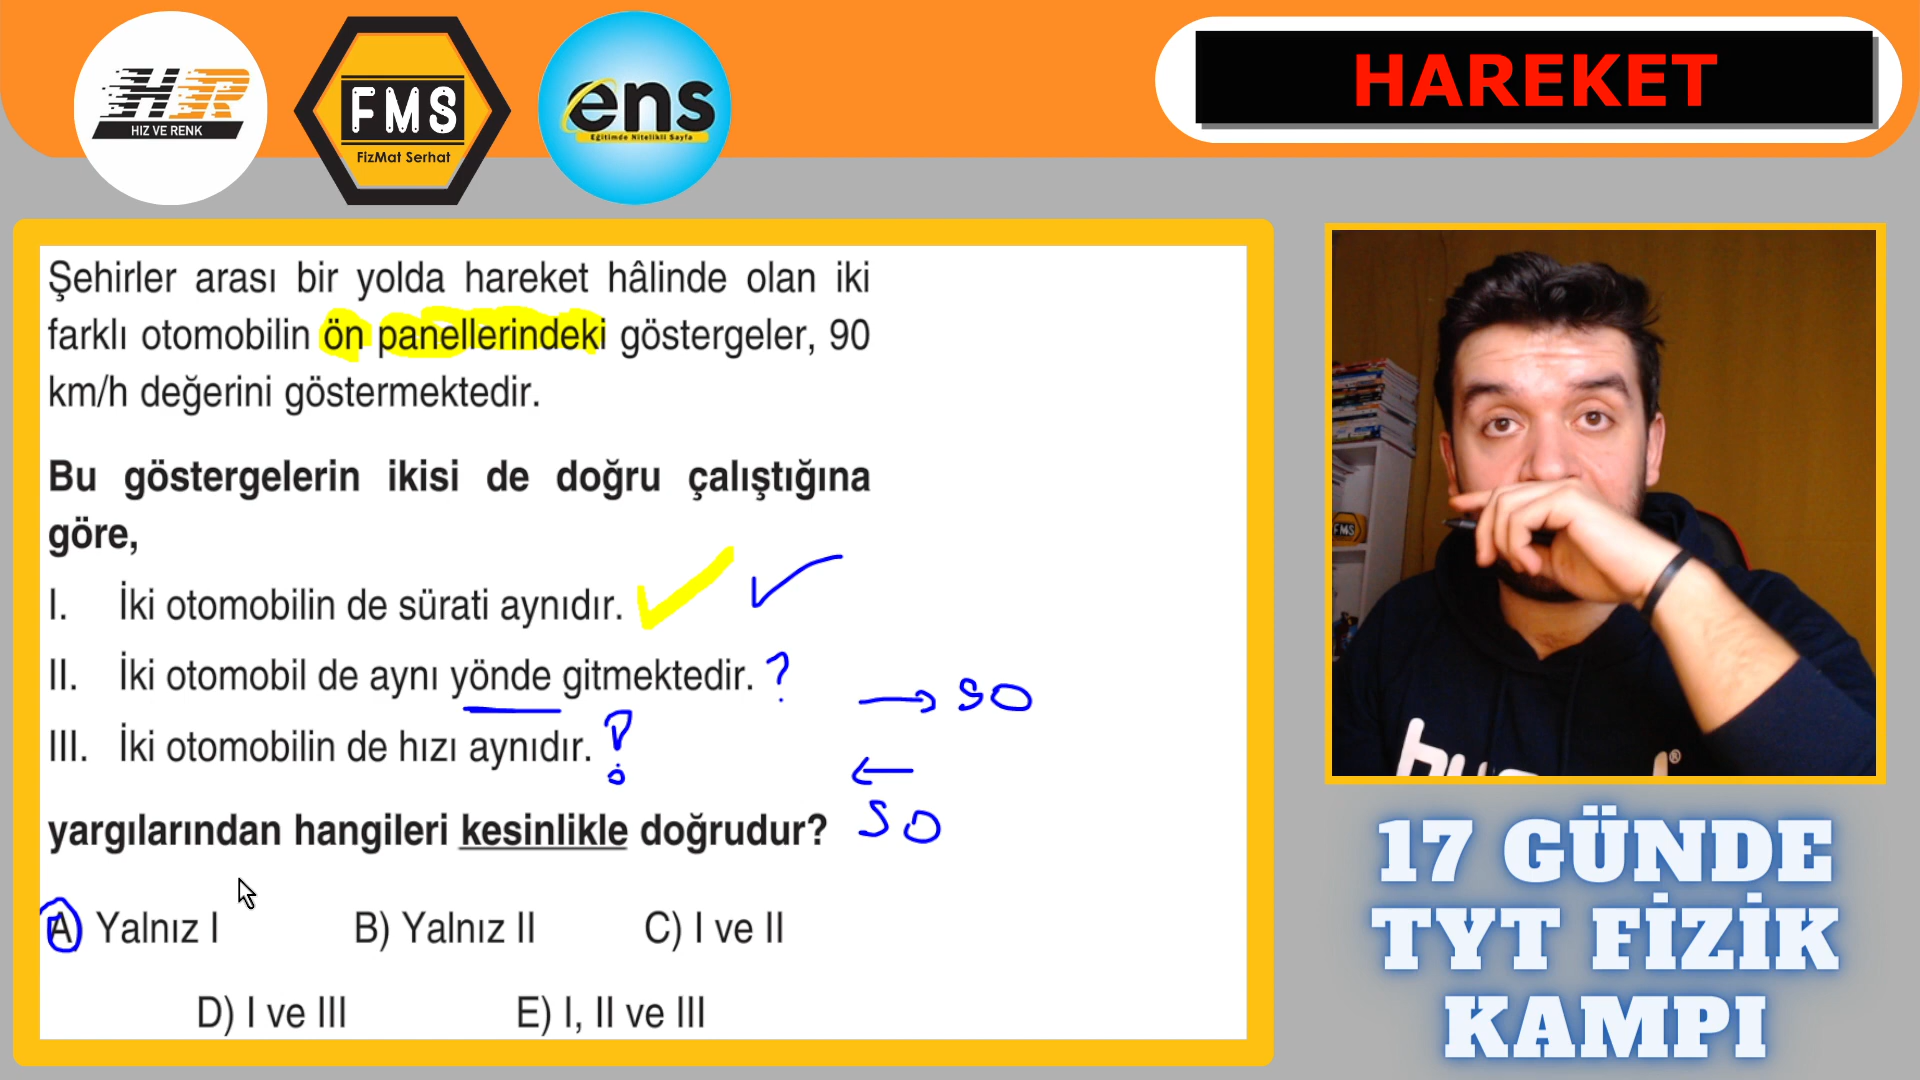 HR
HIZ VE RENK
FMS
FizMat Serhat
ens
Eğitimde Nitelikli Sayfa
HAREKET
Şehirler arası bir yolda hareket hâlinde olan iki
farklı otomobilin ön panellerindeki göstergeler, 90
km/h değerini göstermektedir.
Bu göstergelerin ikisi de doğru çalıştığına
göre,
I. İki otomobilin de sürati aynıdır.
II. İki otomobil de aynı yönde gitmektedir. ?
III. İki otomobilin de hızı aynıdır. ?
yargılarından hangileri kesinlikle doğrudur?
A) Yalnız I B) Yalnız II C) I ve II
D) I ve III E) I, II ve III
FMS
17 GÜNDE
TYT FİZİK
KAMPI